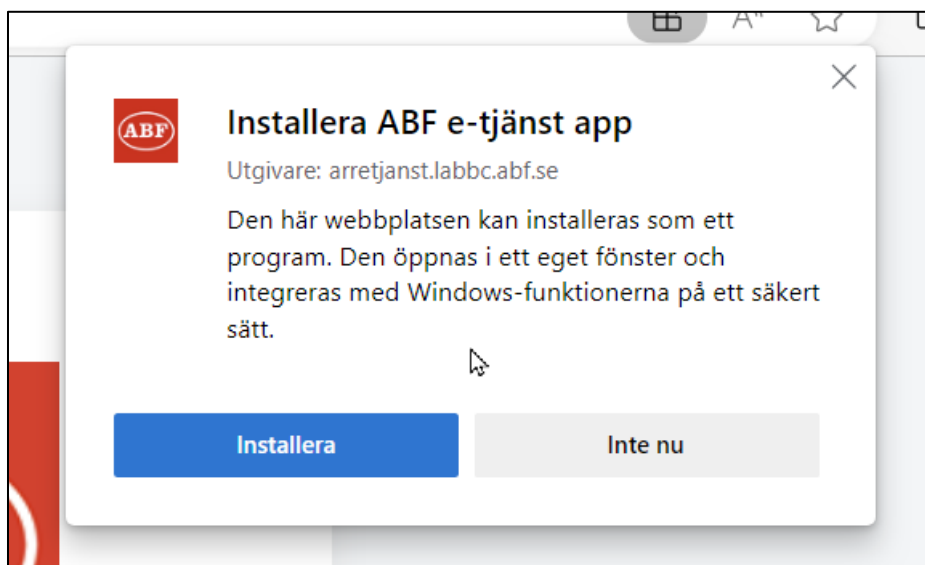 A"
ABF
Installera ABF e-tjänst app
Utgivare: arretjanst.labbc.abf.se
Den här webbplatsen kan installeras som ett
program. Den öppnas i ett eget fönster och
integreras med Windows-funktionerna på ett säkert
sätt.
Installera
Inte nu